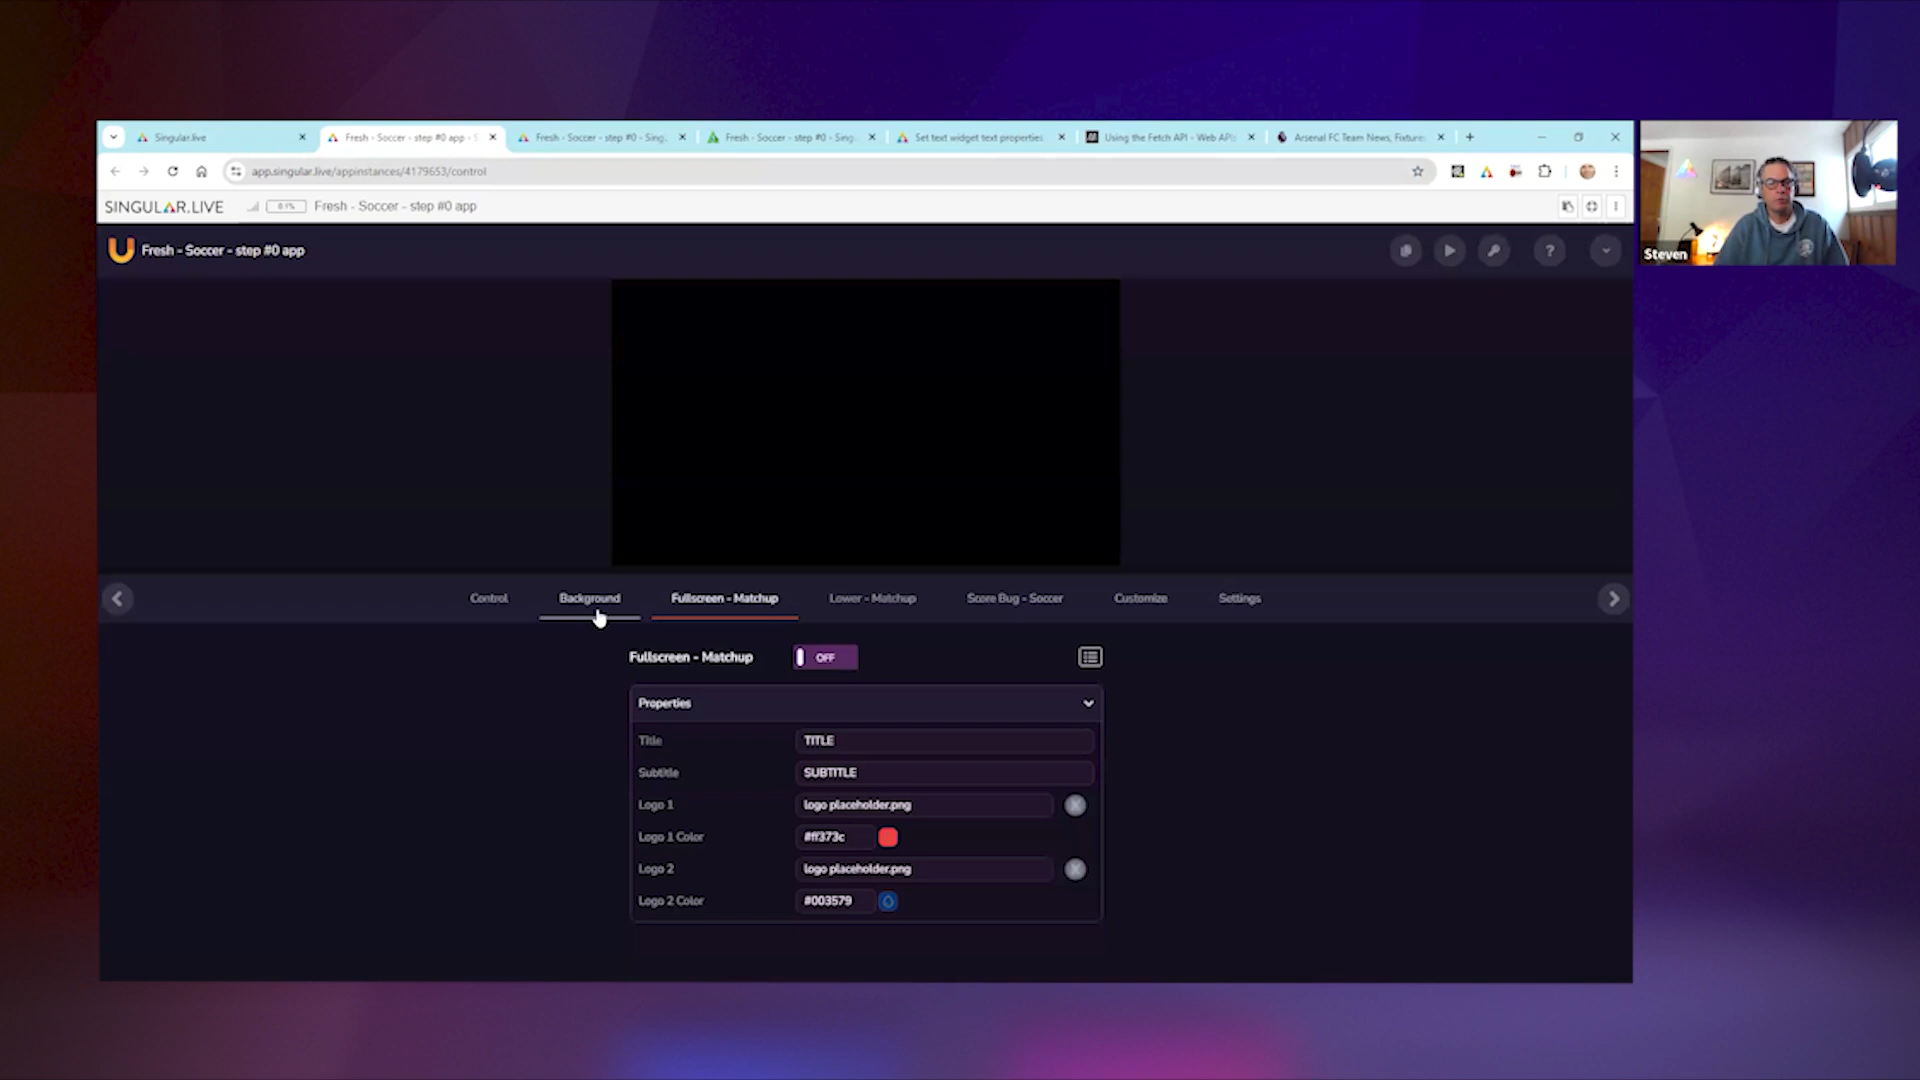 Singular.live
Fresh - Soccer - step #0 app - S
Fresh - Soccer - step #0 - Sing.
Fresh - Soccer - step #0 - Sing.
Set text widget text properties
Using the Fetch API - Web APIs
Arsenal FC Team News, Fixture
app.singular.live/appinstances/4179653/control
SINGULAR.LIVE
0.1%
Fresh - Soccer - step #0 app
Fresh - Soccer - step #0 app
?
Steven
Control
Background
Fullscreen - Matchup
Lower - Matchup
Score Bug - Soccer
Customize
Settings
Fullscreen - Matchup
OFF
Properties
Title
TITLE
Subtitle
SUBTITLE
Logo 1
logo placeholder.png
Logo 1 Color
#ff373c
Logo 2
logo placeholder.png
Logo 2 Color
#003579